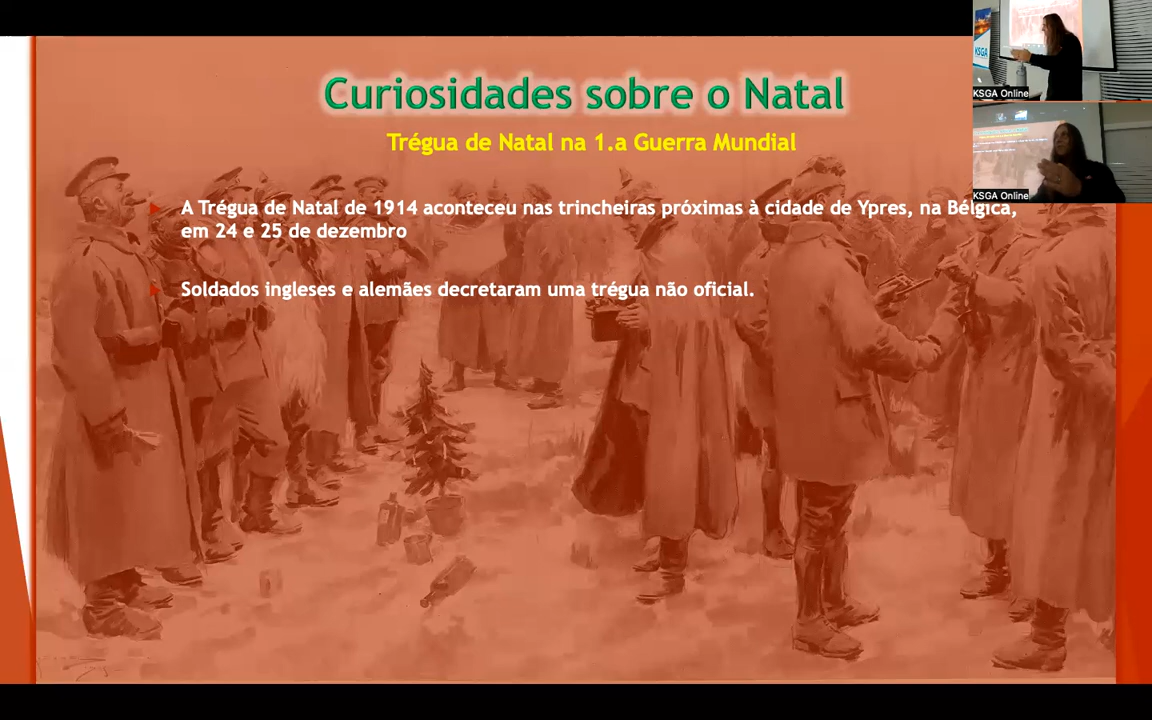 Curiosidades sobre o Natal
Trégua de Natal na 1.a Guerra Mundial
A Trégua de Natal de 1914 aconteceu nas trincheiras próximas à cidade de Ypres, na Bélgica,
em 24 e 25 de dezembro
Soldados ingleses e alemães decretaram uma trégua não oficial.
KSGA
KSGA Online
KSGA Online